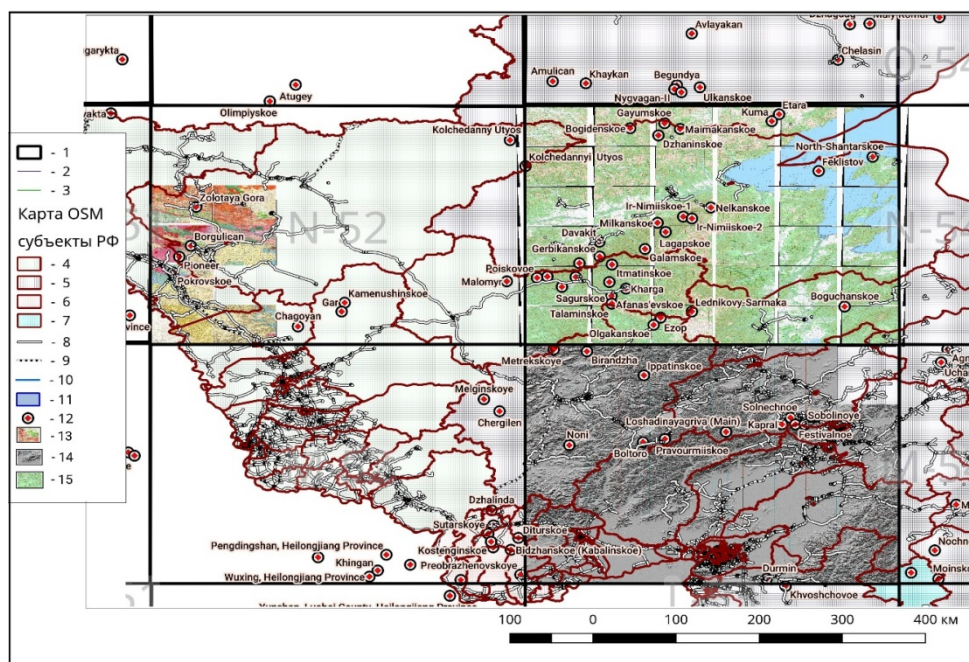 Avlayakan
Chelasin
O-54
Amulican
Khaykan
Begundya
Nygvagan-II
Ulkanskoe
Atugey
Olimpiyskoe
Etara
Kuma
Gayumskoe
Bogidenskoe
Maimakanskoe
Dzhaninskoe
Kolchedanny Utyos
Kolchedannyi Utyos
North-Shantarskoe
Feklistov
- 1
- 2
- 3
Карта OSM
субъекты РФ
- 4
- 5
- 6
- 7
- 8
- 9
- 10
- 11
- 12
- 13
- 14
- 15
Zolotaya Gora
N-52
Borgulican
Pioneer
Pokrovskoe
Ir-Nimiiskoe-1
Nelkanskoe
Milkanskoe
Ir-Nimiiskoe-2
Davakit
Lagapskoe
Gerbikanskoe
Galamskoe
Poiskovoe
Itmatinskoe
Malomyr
Kharga
Kamenushinskoe
Gar
Chagoyan
Sagurskoe
Afanas'evskoe
Lednikovy-Sarmaka
Boguchanskoe
Talaminskoe
Olgakanskoe
Ezop
Metrekskoye
Birandzha
Ippatinskoe
Melginskoye
Chergilen
Solnechnoe
Sobolinoye
Loshadinayagriva (Main)
Kapral
Festivalnoe
Noni
Boltoro
Pravourmiiskoe
Dzhalinda
Sutarskoye
Diturskoe
Pengdingshan, Heilongjiang Province
Kostenginskoe
Bidzhanskoe (Kabalinskoe)
Khingan
Preobrazhenovskoye
Wuxing, Heilongjiang Province
Durmin
Khvoshchovoe
100 0 100 200 300 400 км